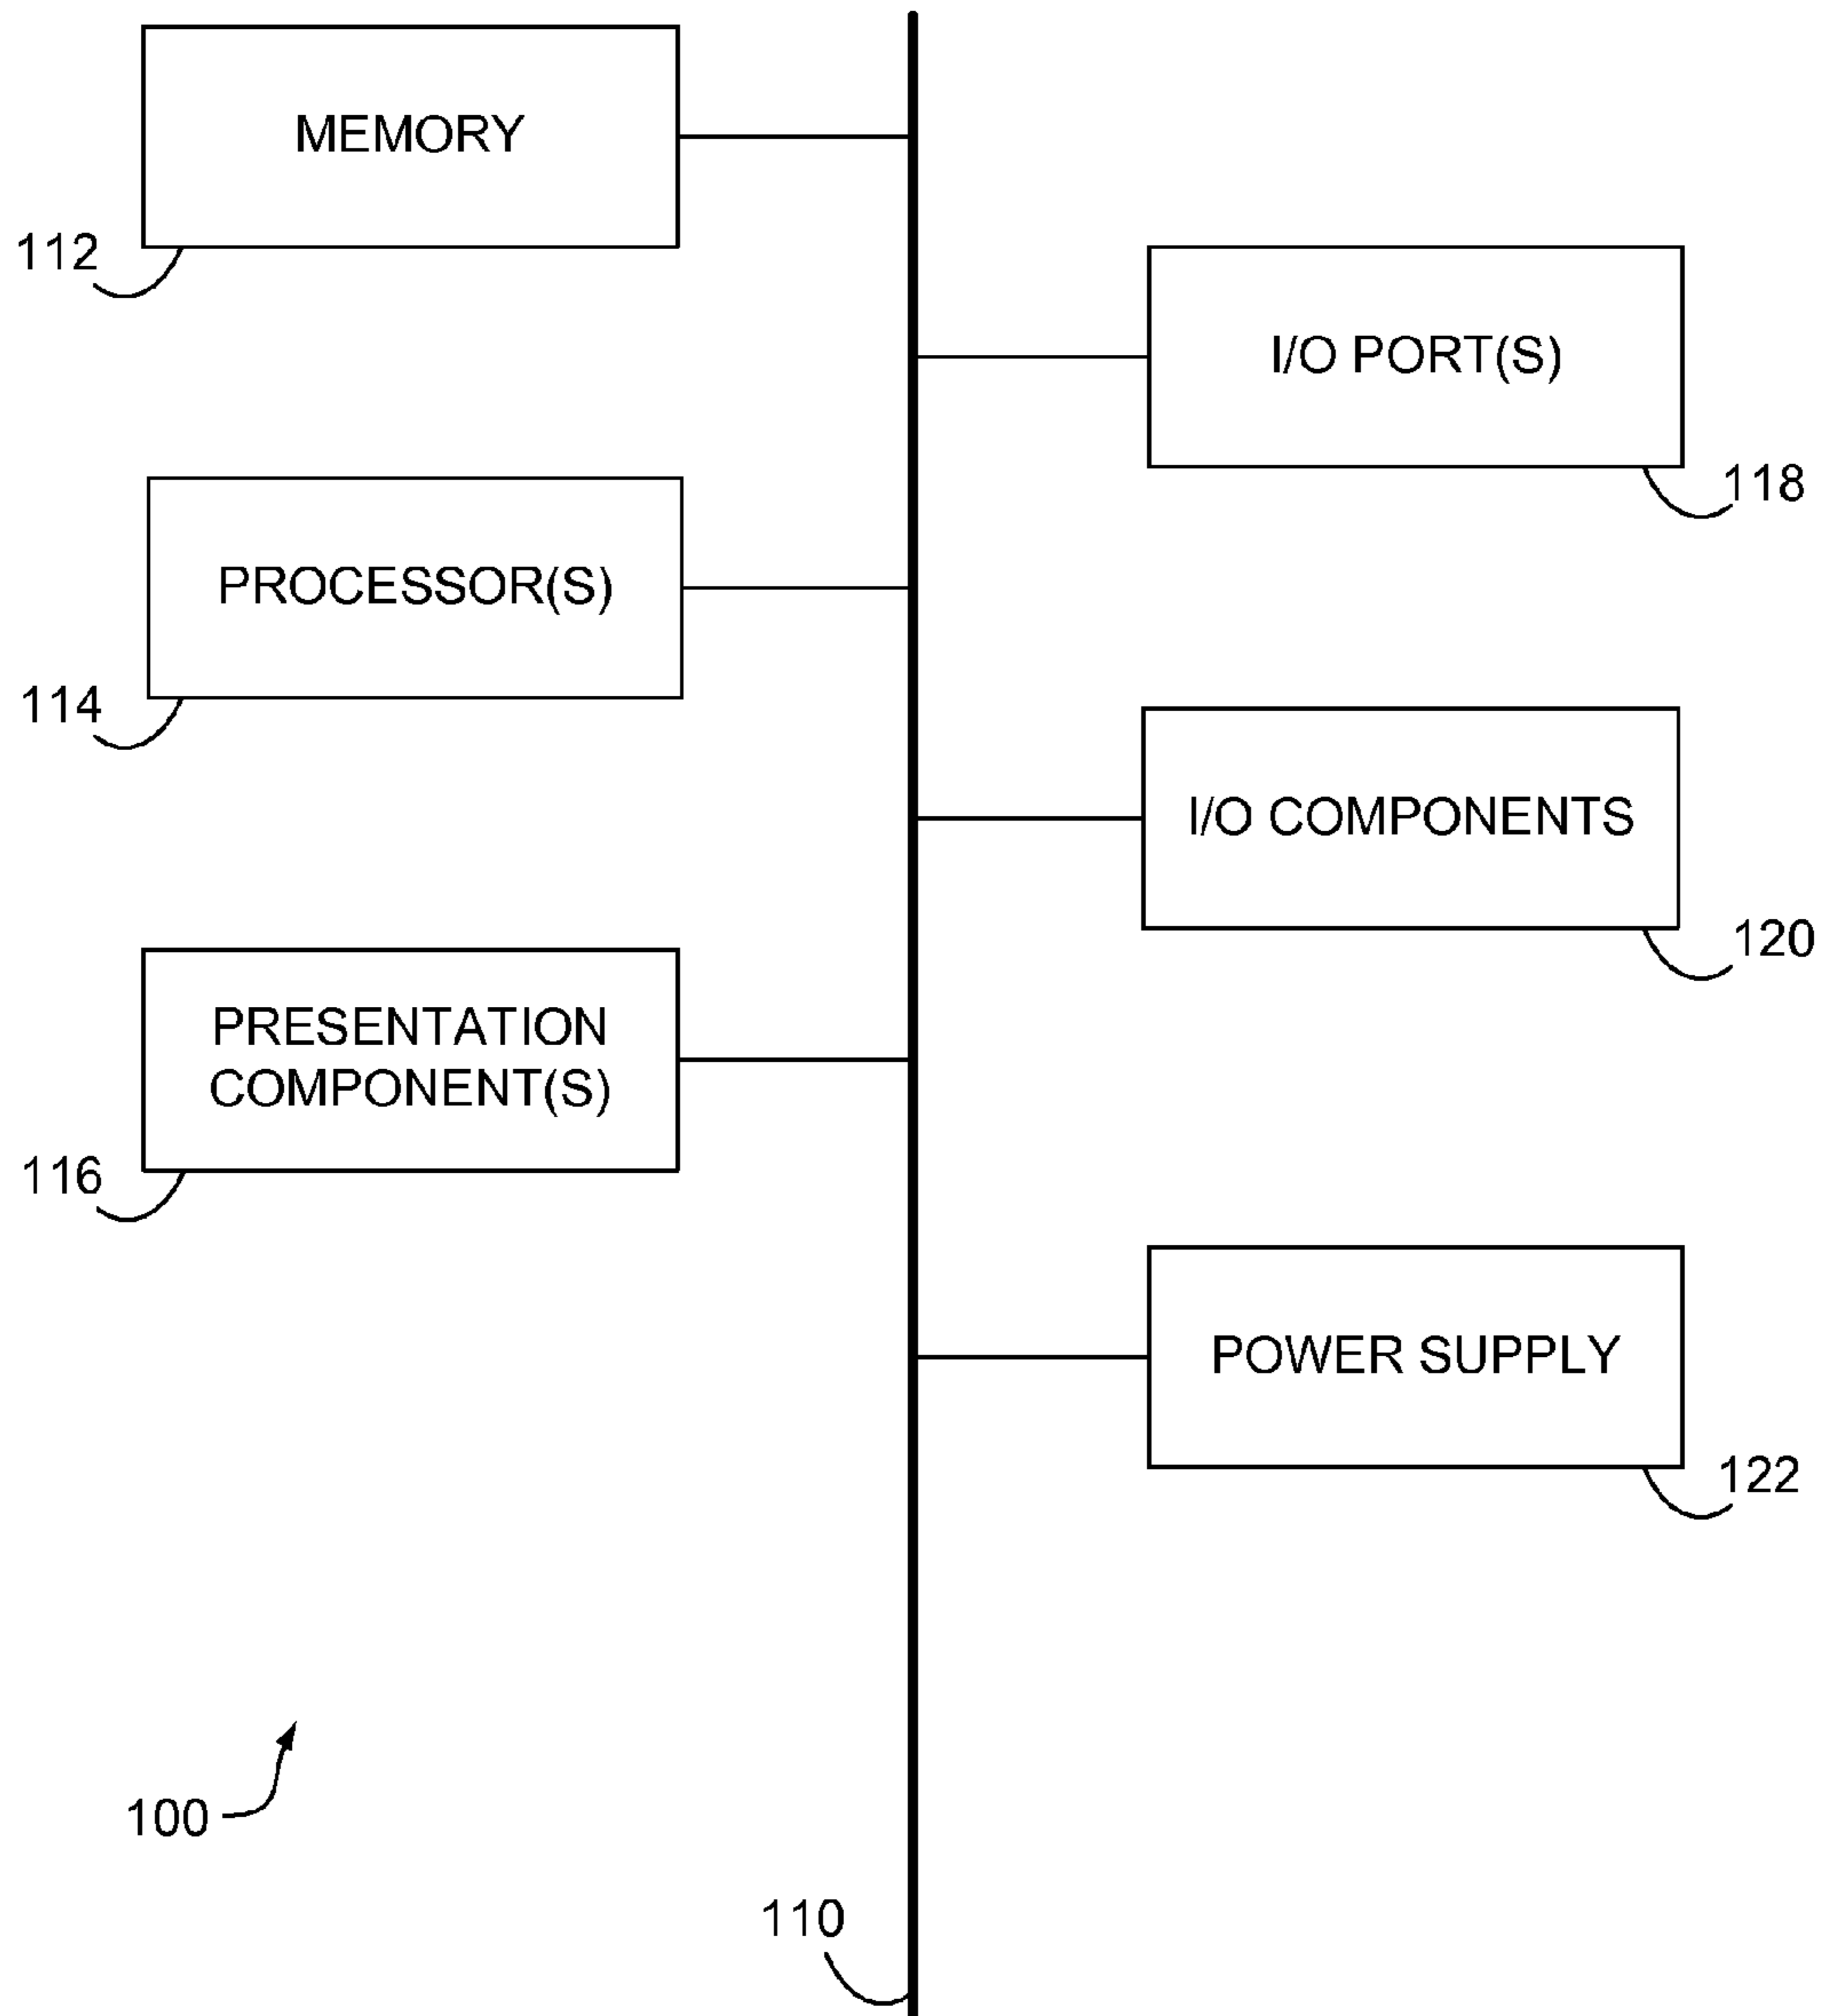 MEMORY
112
I/O PORT(S)
118
PROCESSOR(S)
114
I/O COMPONENTS
120
PRESENTATION
COMPONENT(S)
116
POWER SUPPLY
122
100
110